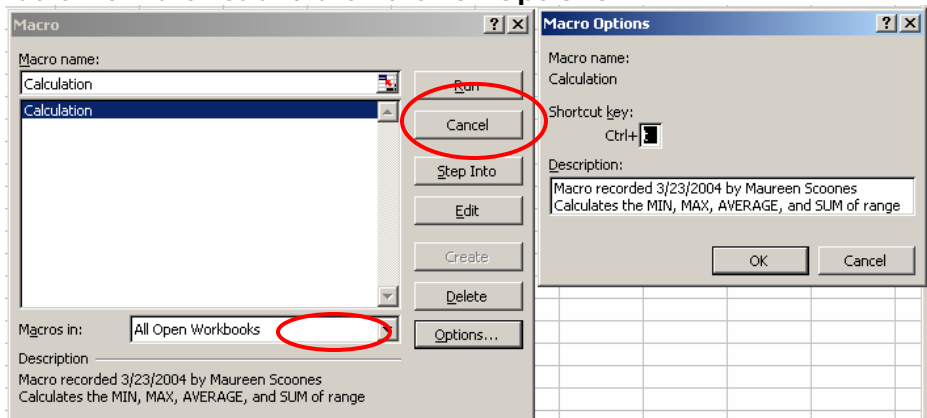 Macro
Macro name:
Calculation
Calculation
Run
Cancel
Step Into
Edit
Create
Delete
Options...
Macros in:
All Open Workbooks
Description
Macro recorded 3/23/2004 by Maureen Scoones
Calculates the MIN, MAX, AVERAGE, and SUM of range
Macro Options
Macro name:
Calculation
Shortcut key:
Ctrl+
Description:
Macro recorded 3/23/2004 by Maureen Scoones
Calculates the MIN, MAX, AVERAGE, and SUM of range
OK
Cancel